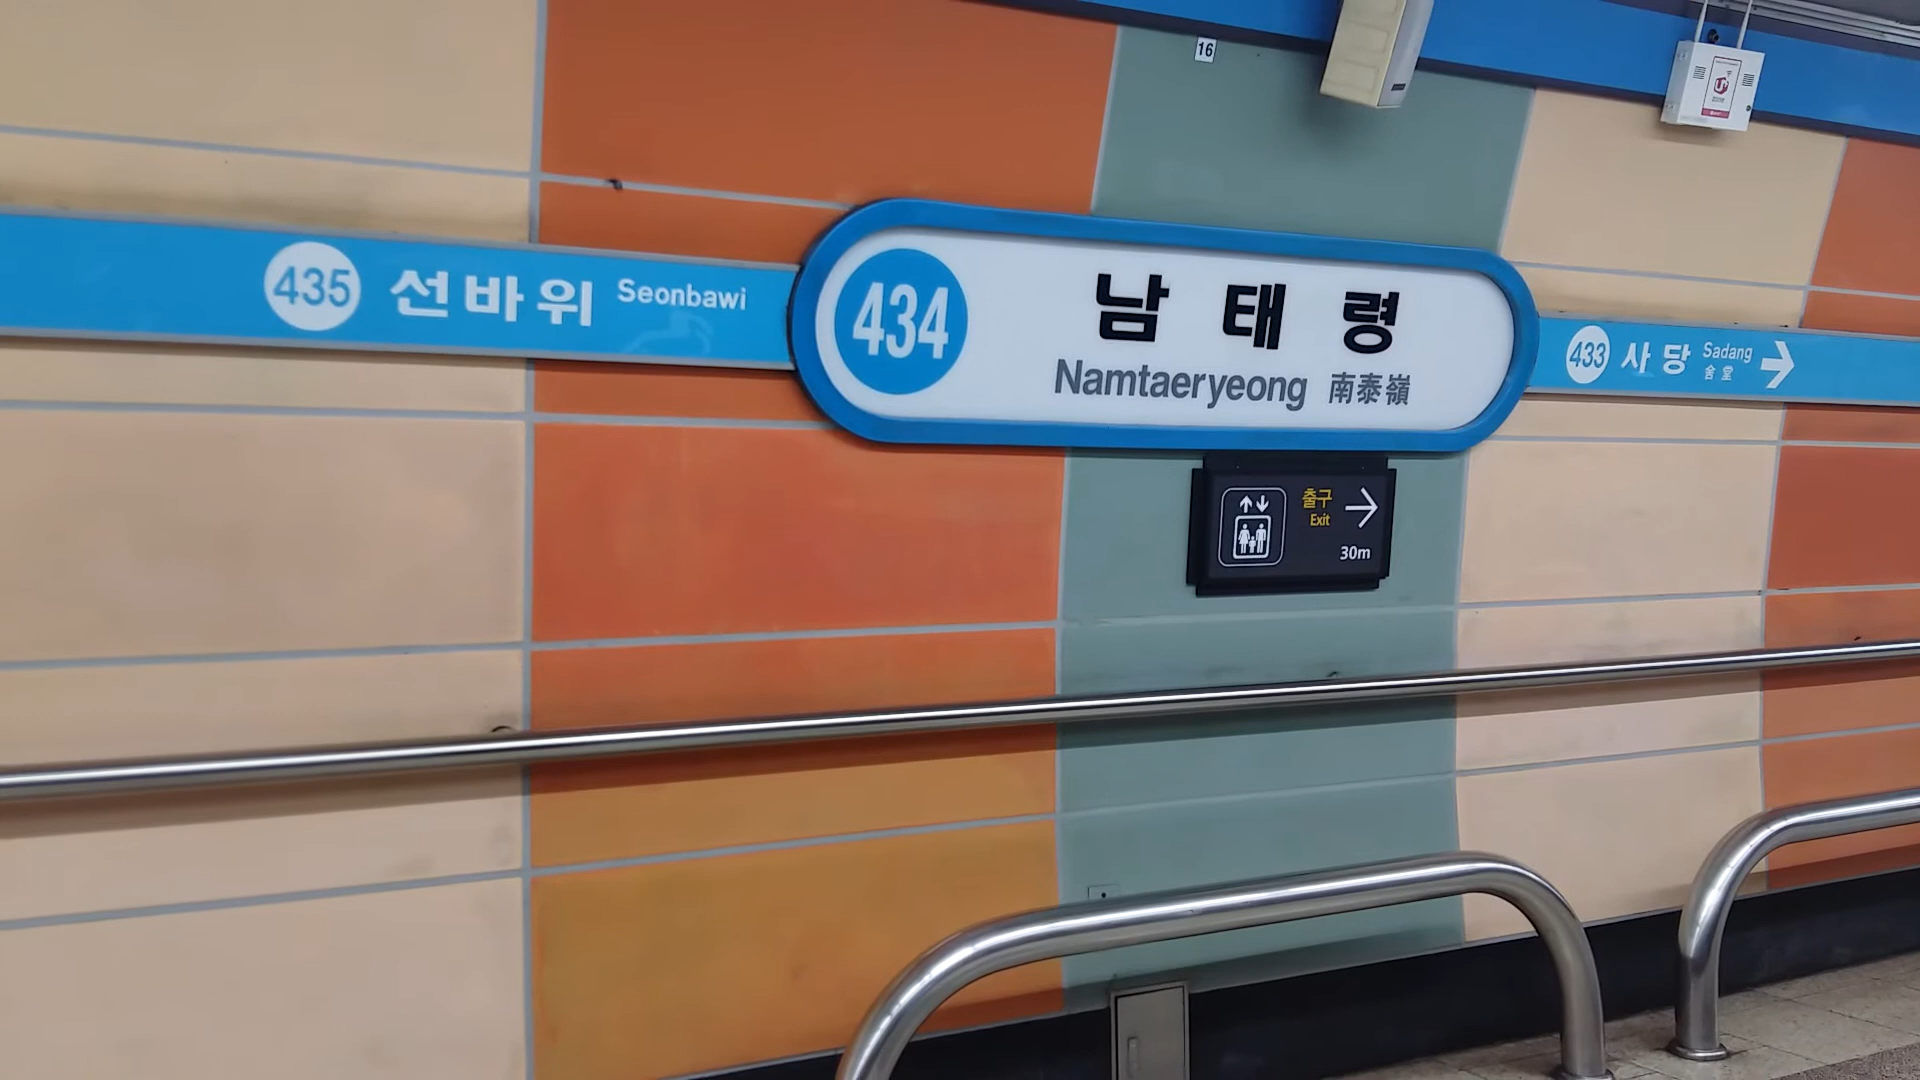 16
U+
zone
435 선바위 Seonbawi
434 남태령
Namtaeryeong 南泰嶺
433 사당 Sadang
舍堂
출구
Exit
30m